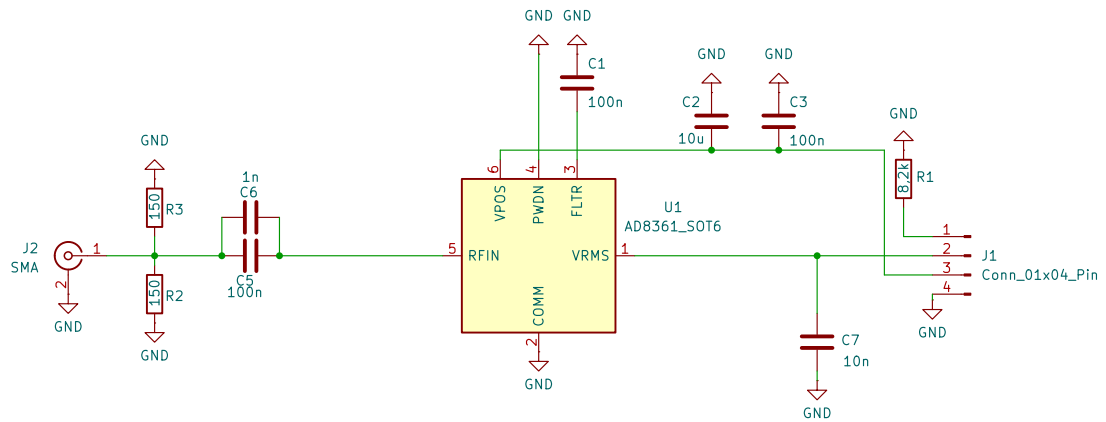 GND GND
C1
100n
GND GND
C2 C3
10u 100n
GND
8,2k R1
GND
150 R3
1n
C6
C5
100n
J2
SMA
1
2
GND
150 R2
GND
6 4 3
VPOS PWDN FLTR
U1
AD8361_SOT6
5 RFIN VRMS 1
COMM
2
GND
1
2
3
4
J1
Conn_01x04_Pin
GND
C7
10n
GND